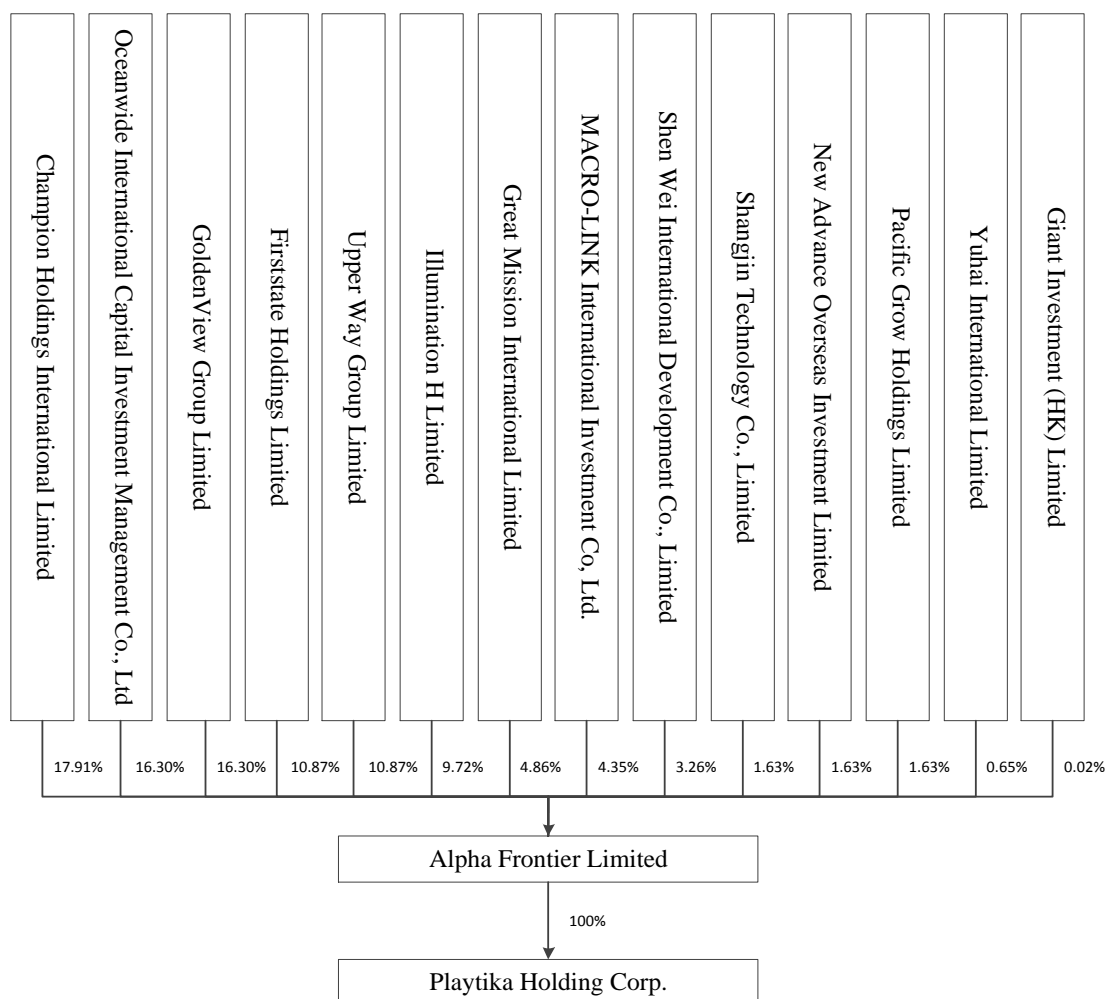 Champion Holdings International Limited
Oceanwide International Capital Investment Management Co., Ltd
GoldenView Group Limited
Firststate Holdings Limited
Upper Way Group Limited
Illumination H Limited
Great Mission International Limited
MACRO-LINK International Investment Co, Ltd.
Shen Wei International Development Co., Limited
Shangjin Technology Co., Limited
New Advance Overseas Investment Limited
Pacific Grow Holdings Limited
Yuhai International Limited
Giant Investment (HK) Limited
17.91%
16.30%
16.30%
10.87%
10.87%
9.72%
4.86%
4.35%
3.26%
1.63%
1.63%
1.63%
0.65%
0.02%
Alpha Frontier Limited
100%
Playtika Holding Corp.